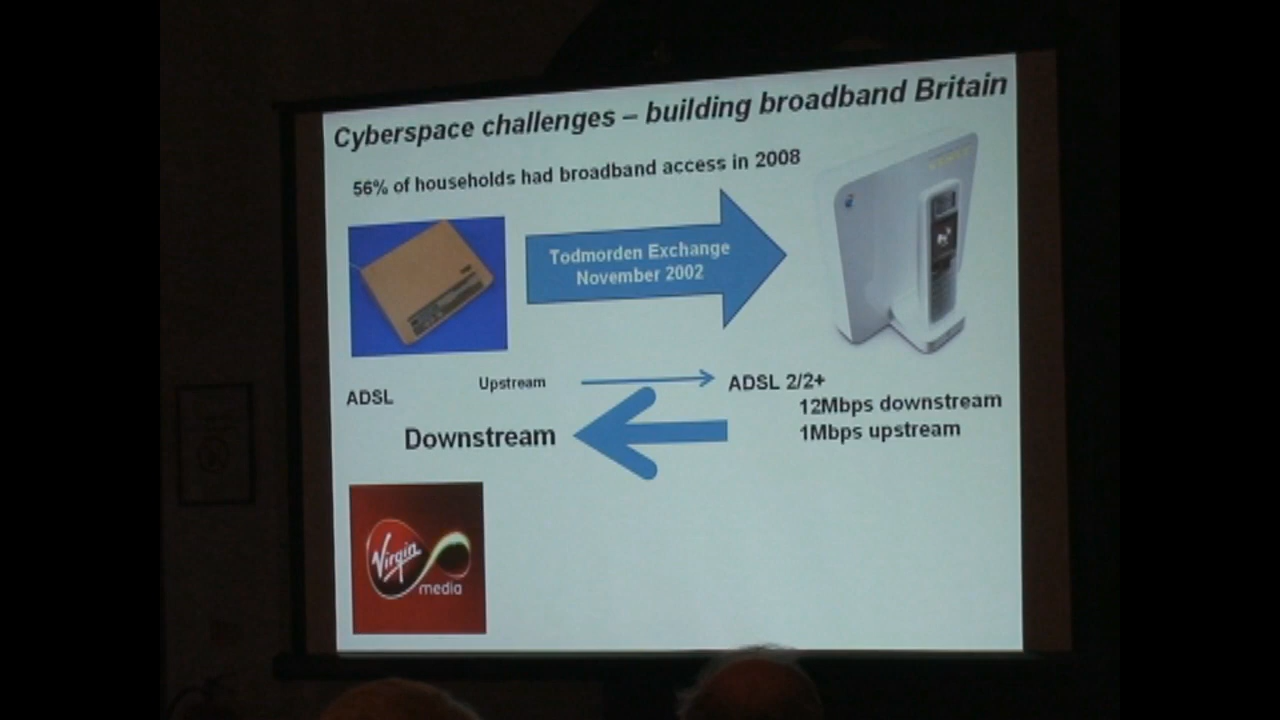 Cyberspace challenges – building broadband Britain
56% of households had broadband access in 2008
Todmorden Exchange
November 2002
ADSL
Upstream
ADSL 2/2+
12Mbps downstream
1Mbps upstream
Downstream
Virgin
media